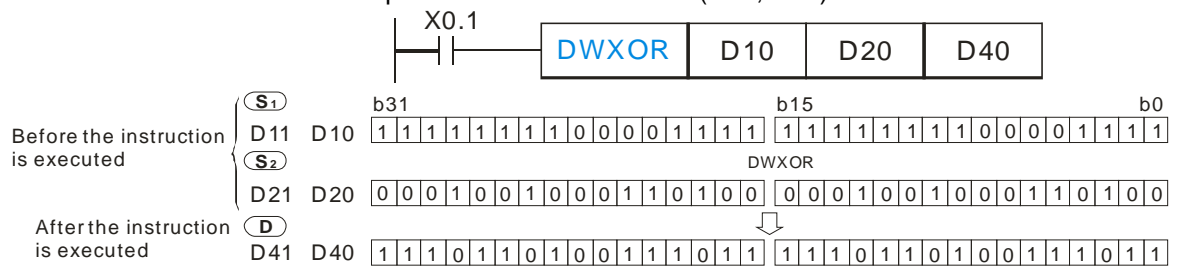 X0.1
DWXOR D10 D20 D40
S1 b31 b15 b0
Before the instruction
is executed
D11 D10 1 1 1 1 1 1 1 1 0 0 0 0 1 1 1 1 1 1 1 1 1 1 1 1 0 0 0 0 1 1 1 1
S2 DWXOR
D21 D20 0 0 0 1 0 0 1 0 0 0 1 1 0 1 0 0 0 0 0 1 0 0 1 0 0 0 1 1 0 1 0 0
After the instruction D
is executed
D41 D40 1 1 1 0 1 1 0 1 0 0 1 1 1 0 1 1 1 1 1 0 1 1 0 1 0 0 1 1 1 0 1 1